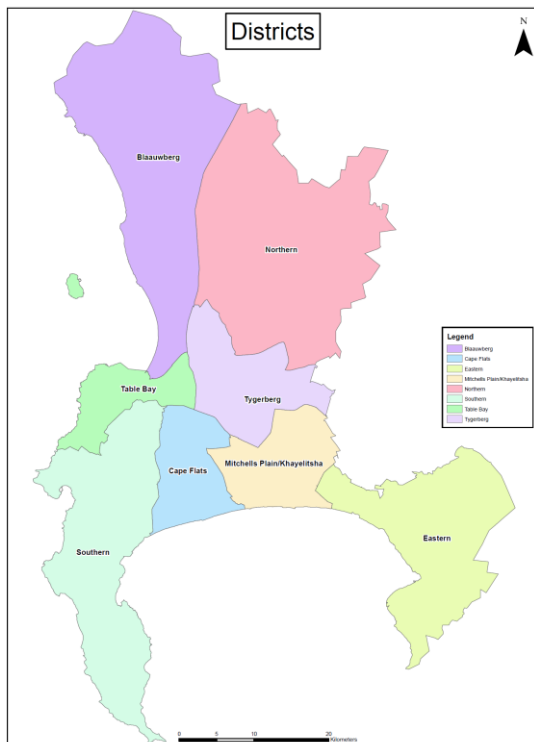 Districts
N
Blaauwberg
Northern
Table Bay
Tygerberg
Cape Flats
Mitchells Plain/Khayelitsha
Southern
Eastern
Legend
Blaauwberg
Cape Flats
Eastern
Mitchells Plain/Khayelitsha
Northern
Southern
Table Bay
Tygerberg
0 5 10 20
Kilometers